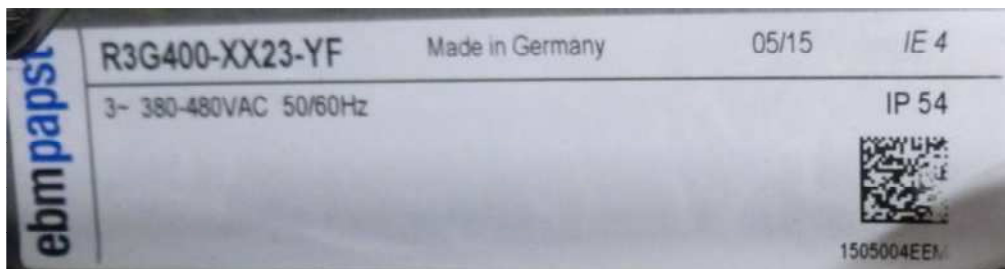 ebmpapst
R3G400-XX23-YF Made in Germany 05/15 IE 4
3~ 380-480VAC 50/60Hz IP 54
1505004EEM